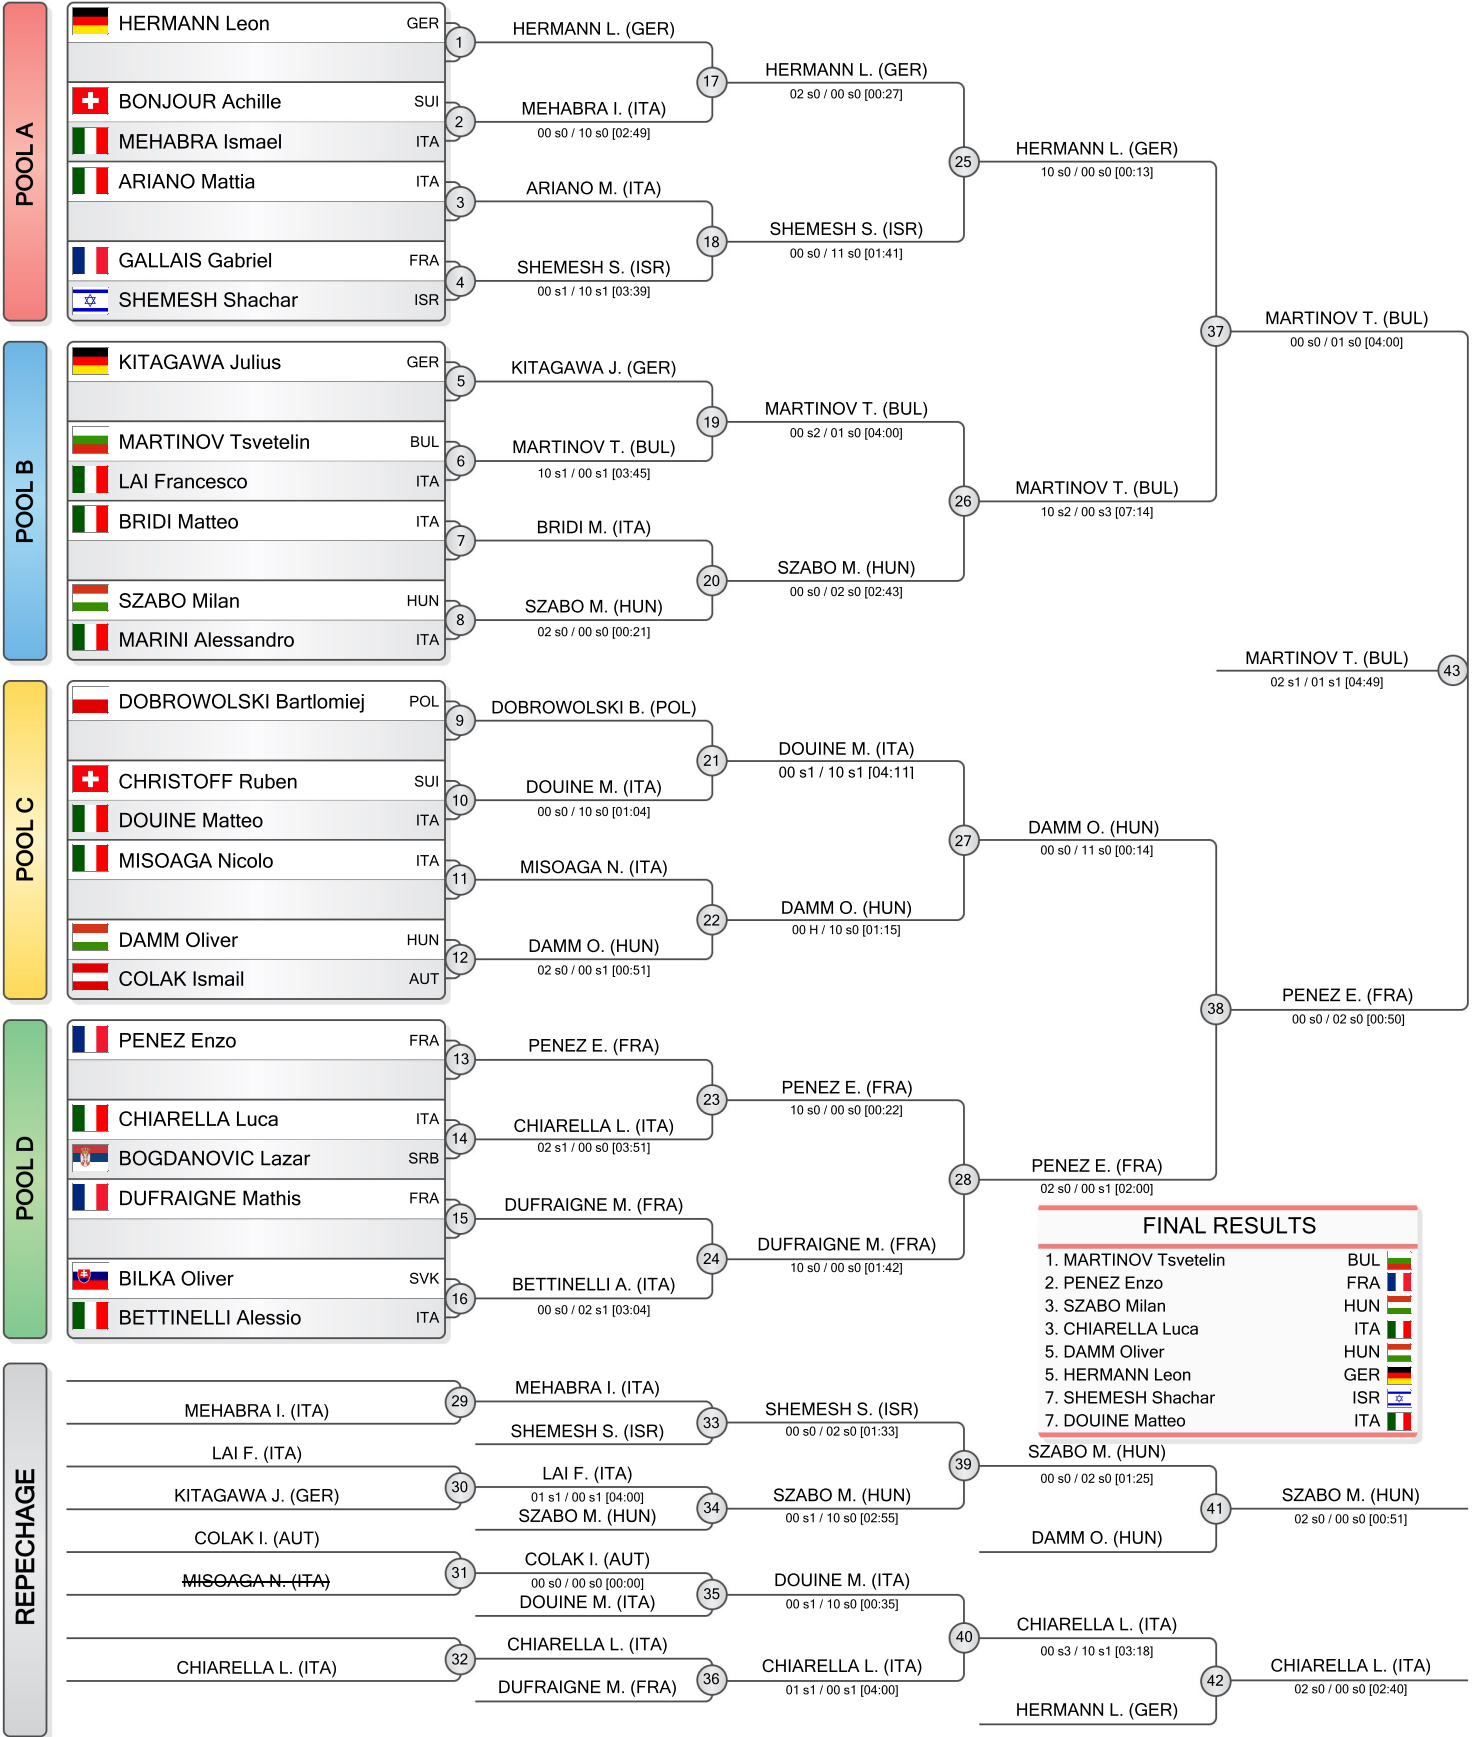 POOL A
HERMANN Leon GER
BONJOUR Achille SUI
MEHABRA Ismael ITA
ARIANO Mattia ITA
GALLAIS Gabriel FRA
SHEMESH Shachar ISR
1
HERMANN L. (GER)
2
MEHABRA I. (ITA)
00 s0 / 10 s0 [02:49]
3
ARIANO M. (ITA)
4
SHEMESH S. (ISR)
00 s1 / 10 s1 [03:39]
17
HERMANN L. (GER)
02 s0 / 00 s0 [00:27]
18
SHEMESH S. (ISR)
00 s0 / 11 s0 [01:41]
25
HERMANN L. (GER)
10 s0 / 00 s0 [00:13]
POOL B
KITAGAWA Julius GER
MARTINOV Tsvetelin BUL
LAI Francesco ITA
BRIDI Matteo ITA
SZABO Milan HUN
MARINI Alessandro ITA
5
KITAGAWA J. (GER)
6
MARTINOV T. (BUL)
10 s1 / 00 s1 [03:45]
7
BRIDI M. (ITA)
8
SZABO M. (HUN)
02 s0 / 00 s0 [00:21]
19
MARTINOV T. (BUL)
00 s2 / 01 s0 [04:00]
20
SZABO M. (HUN)
00 s0 / 02 s0 [02:43]
26
MARTINOV T. (BUL)
10 s2 / 00 s3 [07:14]
37
MARTINOV T. (BUL)
00 s0 / 01 s0 [04:00]
MARTINOV T. (BUL)
43
02 s1 / 01 s1 [04:49]
POOL C
DOBROWOLSKI Bartlomiej POL
CHRISTOFF Ruben SUI
DOUINE Matteo ITA
MISOAGA Nicolo ITA
DAMM Oliver HUN
COLAK Ismail AUT
9
DOBROWOLSKI B. (POL)
10
DOUINE M. (ITA)
00 s0 / 10 s0 [01:04]
11
MISOAGA N. (ITA)
12
DAMM O. (HUN)
02 s0 / 00 s1 [00:51]
21
DOUINE M. (ITA)
00 s1 / 10 s1 [04:11]
22
DAMM O. (HUN)
00 H / 10 s0 [01:15]
27
DAMM O. (HUN)
00 s0 / 11 s0 [00:14]
POOL D
PENEZ Enzo FRA
CHIARELLA Luca ITA
BOGDANOVIC Lazar SRB
DUFRAIGNE Mathis FRA
BILKA Oliver SVK
BETTINELLI Alessio ITA
13
PENEZ E. (FRA)
14
CHIARELLA L. (ITA)
02 s1 / 00 s0 [03:51]
15
DUFRAIGNE M. (FRA)
16
BETTINELLI A. (ITA)
00 s0 / 02 s1 [03:04]
23
PENEZ E. (FRA)
10 s0 / 00 s0 [00:22]
24
DUFRAIGNE M. (FRA)
10 s0 / 00 s0 [01:42]
28
PENEZ E. (FRA)
02 s0 / 00 s1 [02:00]
38
PENEZ E. (FRA)
00 s0 / 02 s0 [00:50]
FINAL RESULTS
1. MARTINOV Tsvetelin BUL
2. PENEZ Enzo FRA
3. SZABO Milan HUN
3. CHIARELLA Luca ITA
5. DAMM Oliver HUN
5. HERMANN Leon GER
7. SHEMESH Shachar ISR
7. DOUINE Matteo ITA
REPECHAGE
MEHABRA I. (ITA)
LAI F. (ITA)
KITAGAWA J. (GER)
COLAK I. (AUT)
MISOAGA N. (ITA)
CHIARELLA L. (ITA)
29
MEHABRA I. (ITA)
SHEMESH S. (ISR)
30
LAI F. (ITA)
01 s1 / 00 s1 [04:00]
SZABO M. (HUN)
31
COLAK I. (AUT)
00 s0 / 00 s0 [00:00]
DOUINE M. (ITA)
32
CHIARELLA L. (ITA)
DUFRAIGNE M. (FRA)
33
SHEMESH S. (ISR)
00 s0 / 02 s0 [01:33]
34
SZABO M. (HUN)
00 s1 / 10 s0 [02:55]
35
DOUINE M. (ITA)
00 s1 / 10 s0 [00:35]
36
CHIARELLA L. (ITA)
01 s1 / 00 s1 [04:00]
39
SZABO M. (HUN)
00 s0 / 02 s0 [01:25]
DAMM O. (HUN)
40
CHIARELLA L. (ITA)
00 s3 / 10 s1 [03:18]
HERMANN L. (GER)
41
SZABO M. (HUN)
02 s0 / 00 s0 [00:51]
42
CHIARELLA L. (ITA)
02 s0 / 00 s0 [02:40]